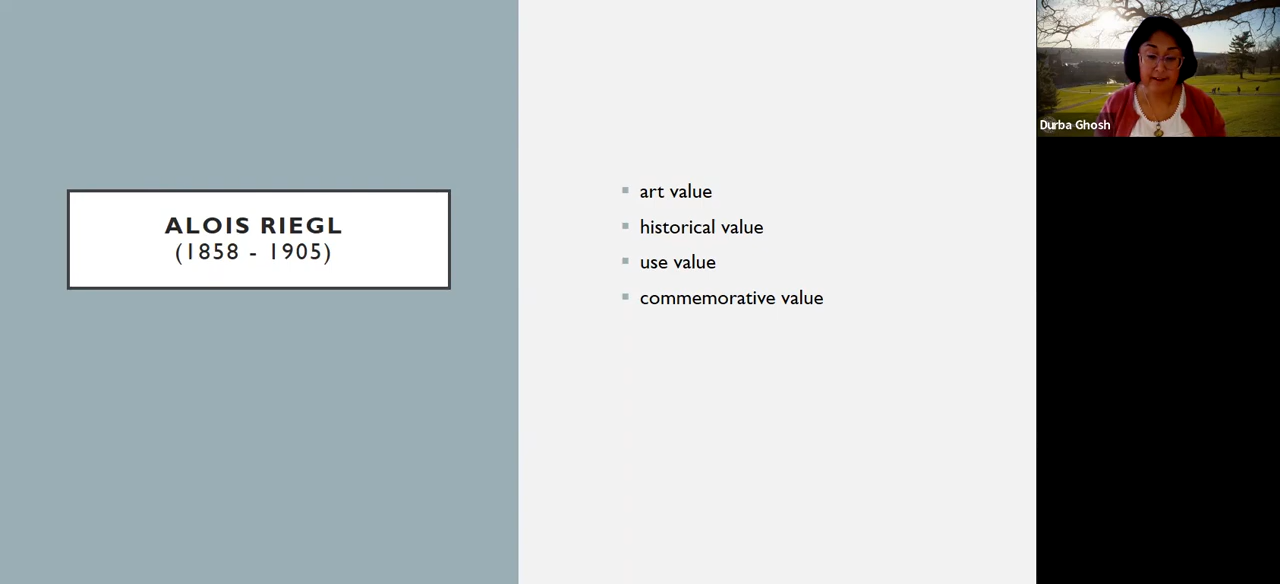 ALOIS RIEGL
(1858 - 1905)
art value
historical value
use value
commemorative value
Durba Ghosh